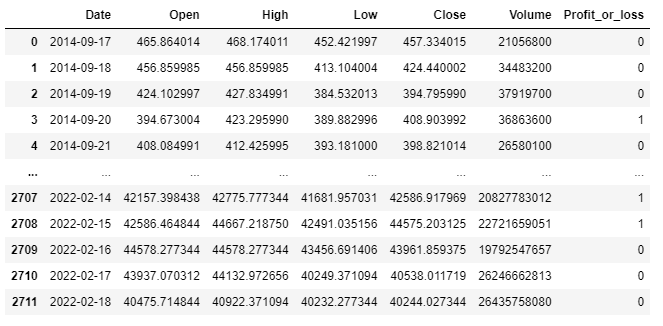 Date Open High Low Close Volume Profit_or_loss
0 2014-09-17 465.864014 468.174011 452.421997 457.334015 21056800 0
1 2014-09-18 456.859985 456.859985 413.104004 424.440002 34483200 0
2 2014-09-19 424.102997 427.834991 384.532013 394.795990 37919700 0
3 2014-09-20 394.673004 423.295990 389.882996 408.903992 36863600 1
4 2014-09-21 408.084991 412.425995 393.181000 398.821014 26580100 0
... ... ... ... ... ... ... ...
2707 2022-02-14 42157.398438 42775.777344 41681.957031 42586.917969 20827783012 1
2708 2022-02-15 42586.464844 44667.218750 42491.035156 44575.203125 22721659051 1
2709 2022-02-16 44578.277344 44578.277344 43456.691406 43961.859375 19792547657 0
2710 2022-02-17 43937.070312 44132.972656 40249.371094 40538.011719 26246662813 0
2711 2022-02-18 40475.714844 40922.371094 40232.277344 40244.027344 26435758080 0